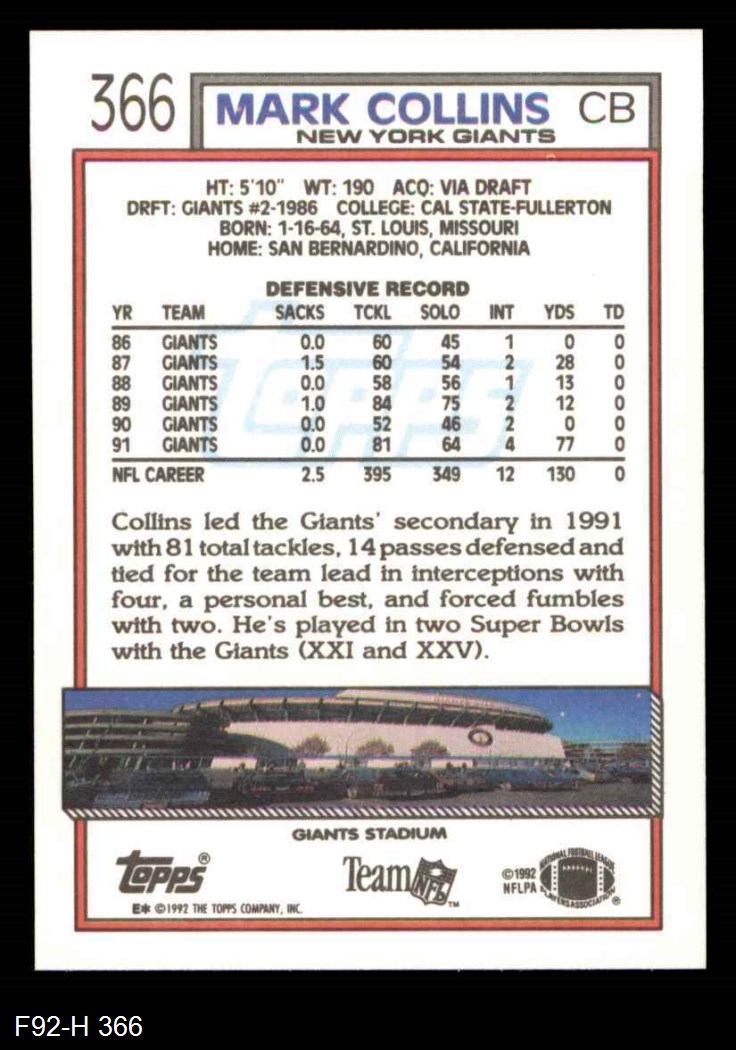 366 MARK COLLINS CB
NEW YORK GIANTS
HT: 5'10" WT: 190 ACQ: VIA DRAFT
DRFT: GIANTS #2-1986 COLLEGE: CAL STATE-FULLERTON
BORN: 1-16-64, ST. LOUIS, MISSOURI
HOME: SAN BERNARDINO, CALIFORNIA
DEFENSIVE RECORD
YR TEAM SACKS TCKL SOLO INT YDS TD
86 GIANTS 0.0 60 45 1 0 0
87 GIANTS 1.5 60 54 2 28 0
88 GIANTS 0.0 58 56 1 13 0
89 GIANTS 1.0 84 75 2 12 0
90 GIANTS 0.0 52 46 2 0 0
91 GIANTS 0.0 81 64 4 77 0
NFL CAREER 2.5 395 349 12 130 0
Topps
Collins led the Giants' secondary in 1991
with 81 total tackles, 14 passes defensed and
tied for the team lead in interceptions with
four, a personal best, and forced fumbles
with two. He's played in two Super Bowls
with the Giants (XXI and XXV).
GIANTS STADIUM
Topps®
Team NFL™
©1992
NFLPA
NATIONAL FOOTBALL LEAGUE
PLAYERS ASSOCIATION ®
E* ©1992 THE TOPPS COMPANY, INC.
F92-H 366